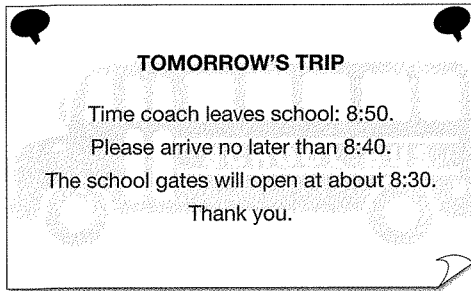 TOMORROW'S TRIP
Time coach leaves school: 8:50.
Please arrive no later than 8:40.
The school gates will open at about 8:30.
Thank you.